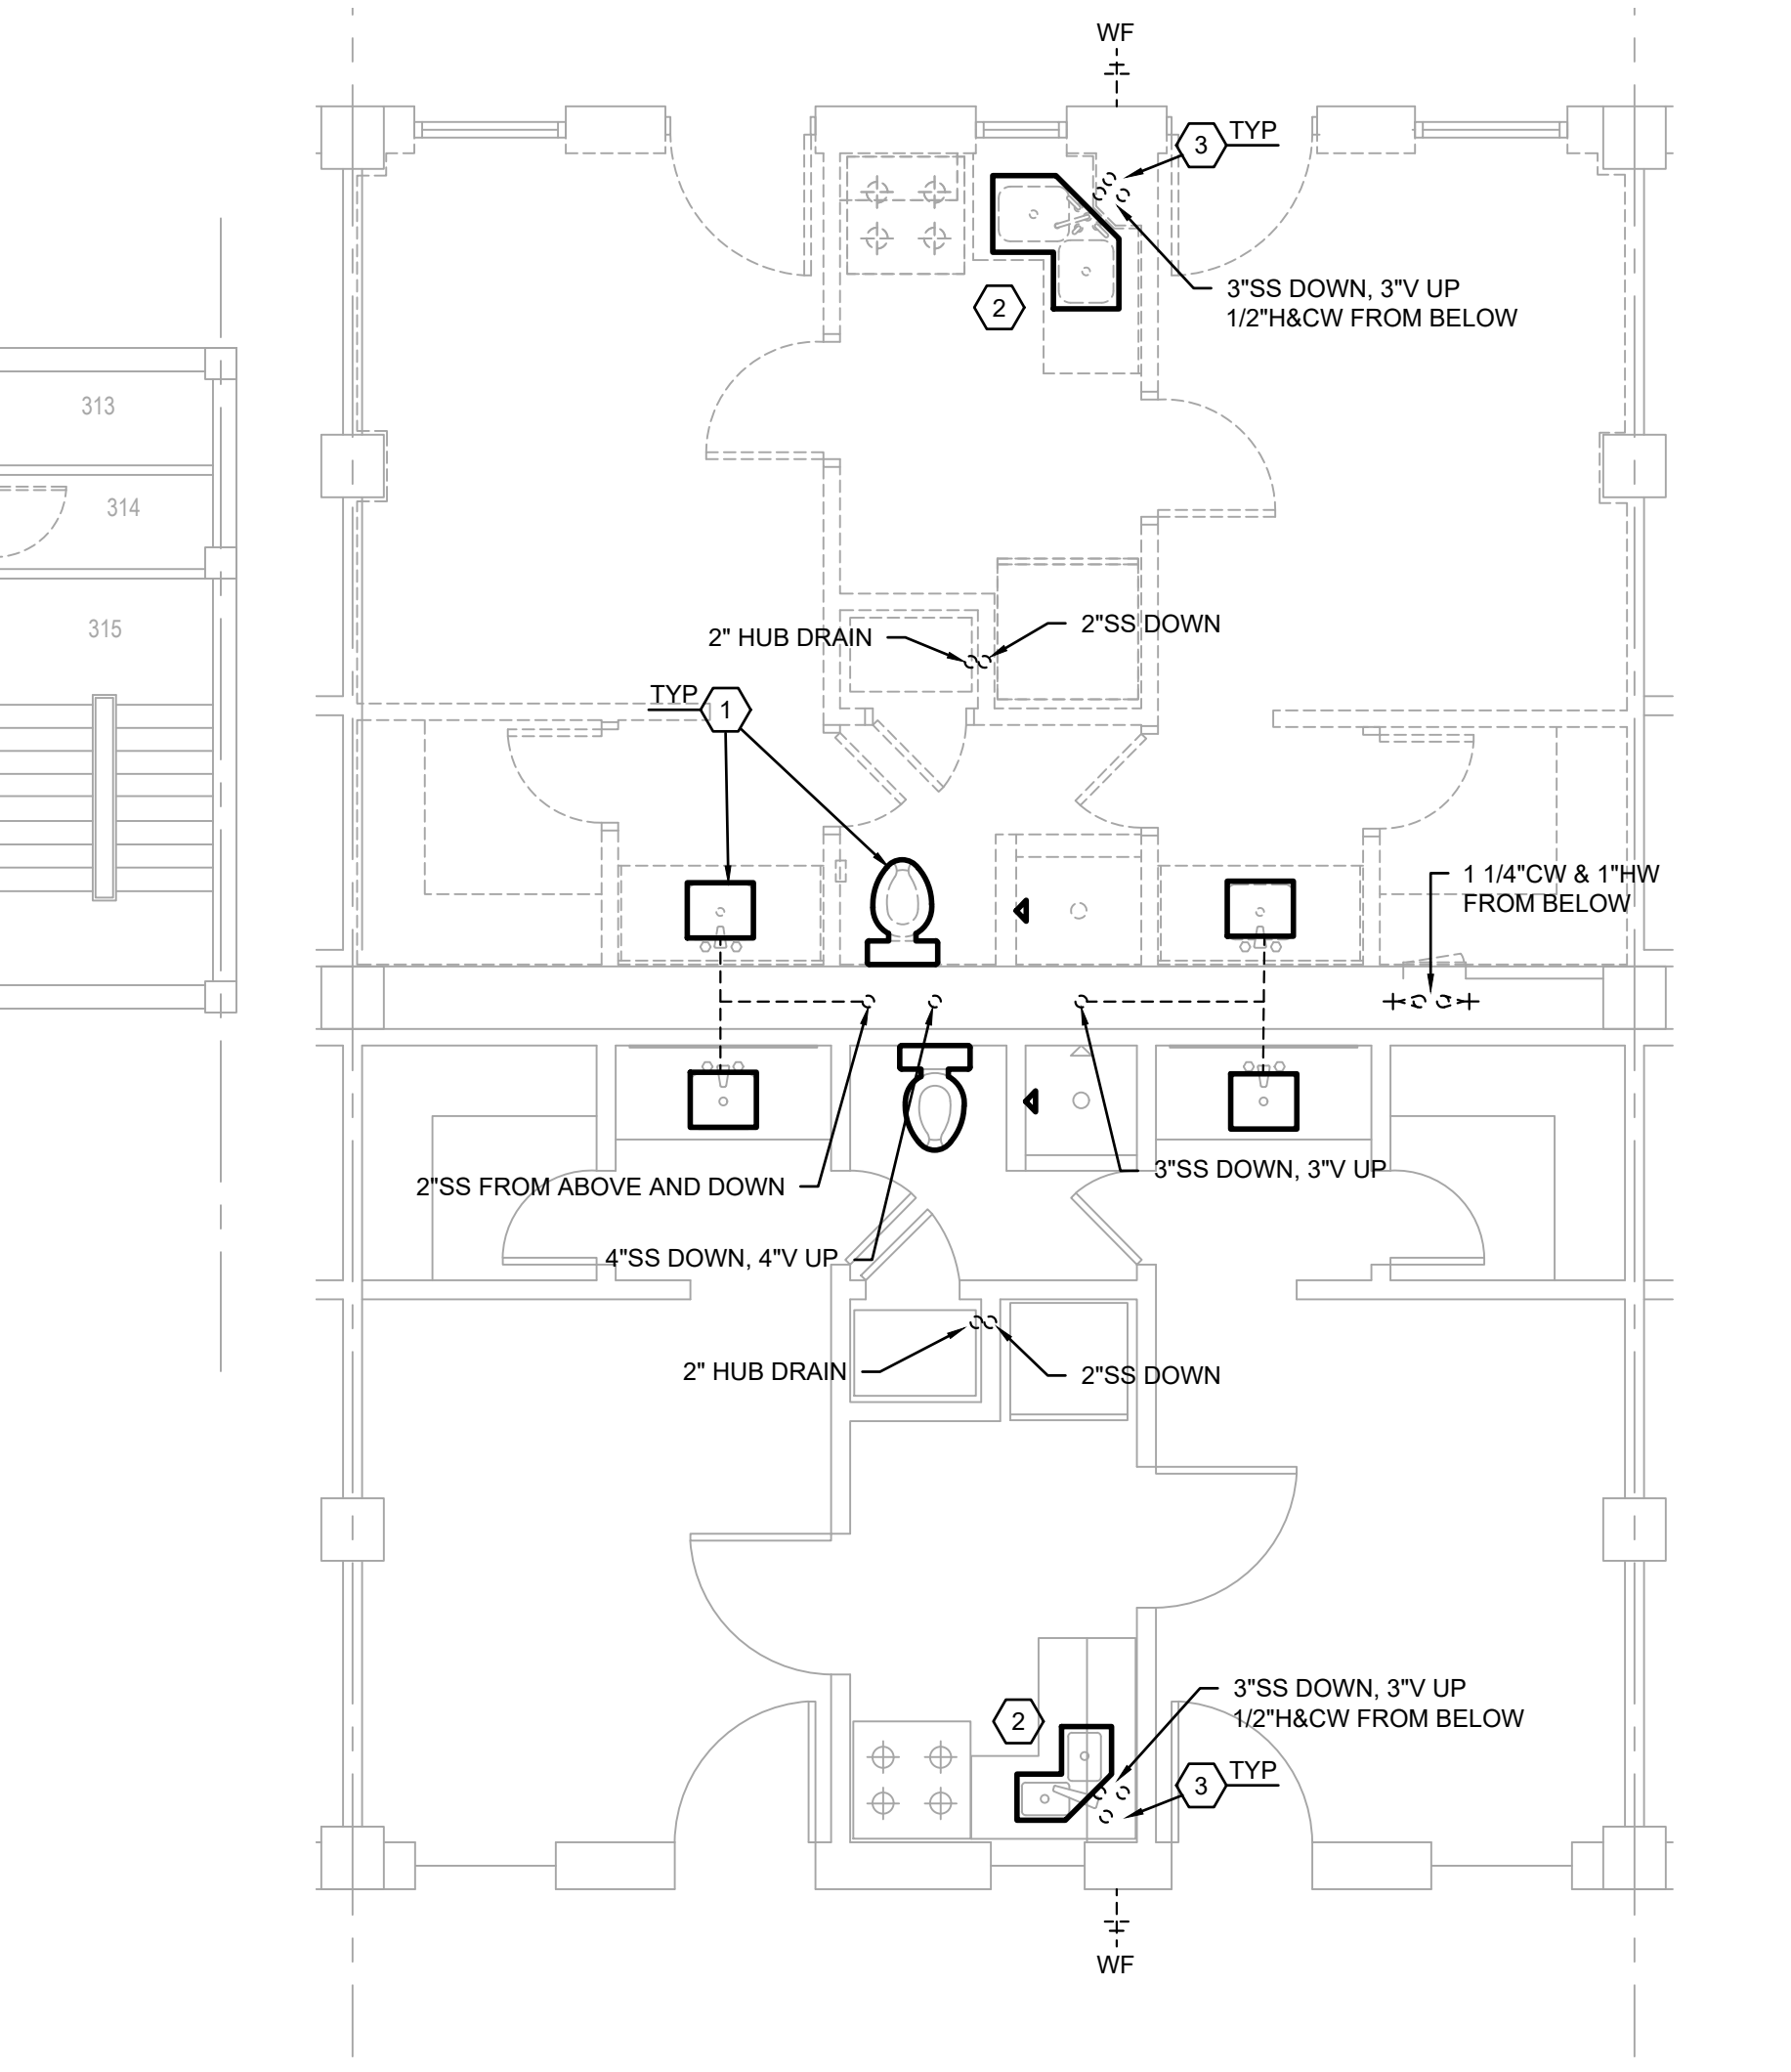 WF
3 TYP
3"SS DOWN, 3"V UP
1/2"H&CW FROM BELOW
2
313
314
315
2" HUB DRAIN
2"SS DOWN
TYP 1
1 1/4"CW & 1"HW
FROM BELOW
2"SS FROM ABOVE AND DOWN
3"SS DOWN, 3"V UP
4"SS DOWN, 4"V UP
2" HUB DRAIN
2"SS DOWN
3"SS DOWN, 3"V UP
1/2"H&CW FROM BELOW
2
3 TYP
WF